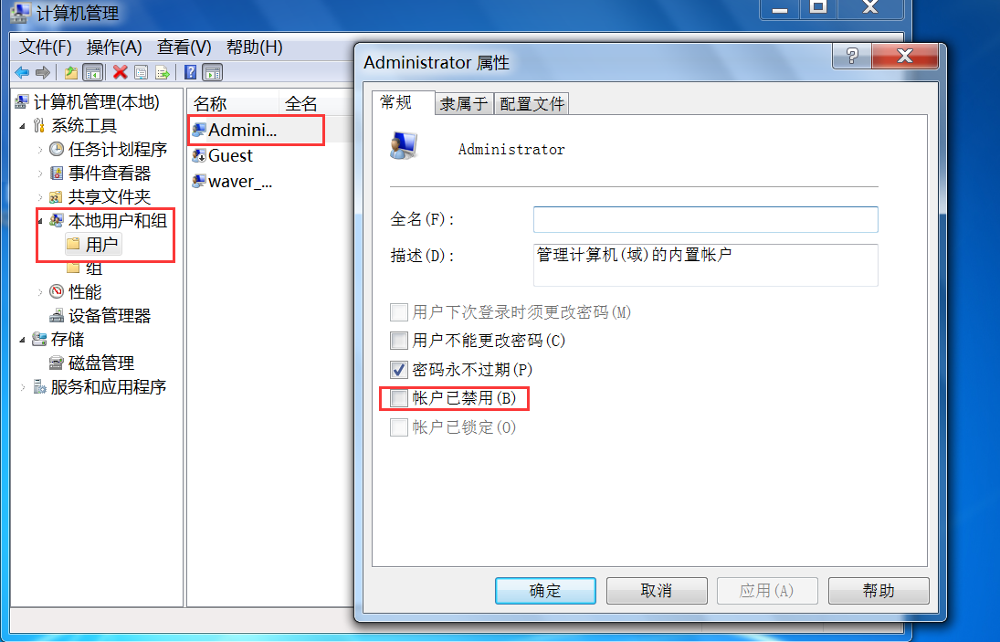 计算机管理
文件(F) 操作(A) 查看(V) 帮助(H)
计算机管理(本地)
系统工具
任务计划程序
事件查看器
共享文件夹
本地用户和组
用户
组
性能
设备管理器
存储
磁盘管理
服务和应用程序
名称 全名
Admini...
Guest
waver_...
Administrator 属性
常规 隶属于 配置文件
Administrator
全名(F):
描述(D): 管理计算机(域)的内置帐户
用户下次登录时须更改密码(M)
用户不能更改密码(C)
密码永不过期(P)
帐户已禁用(B)
帐户已锁定(O)
确定 取消 应用(A) 帮助